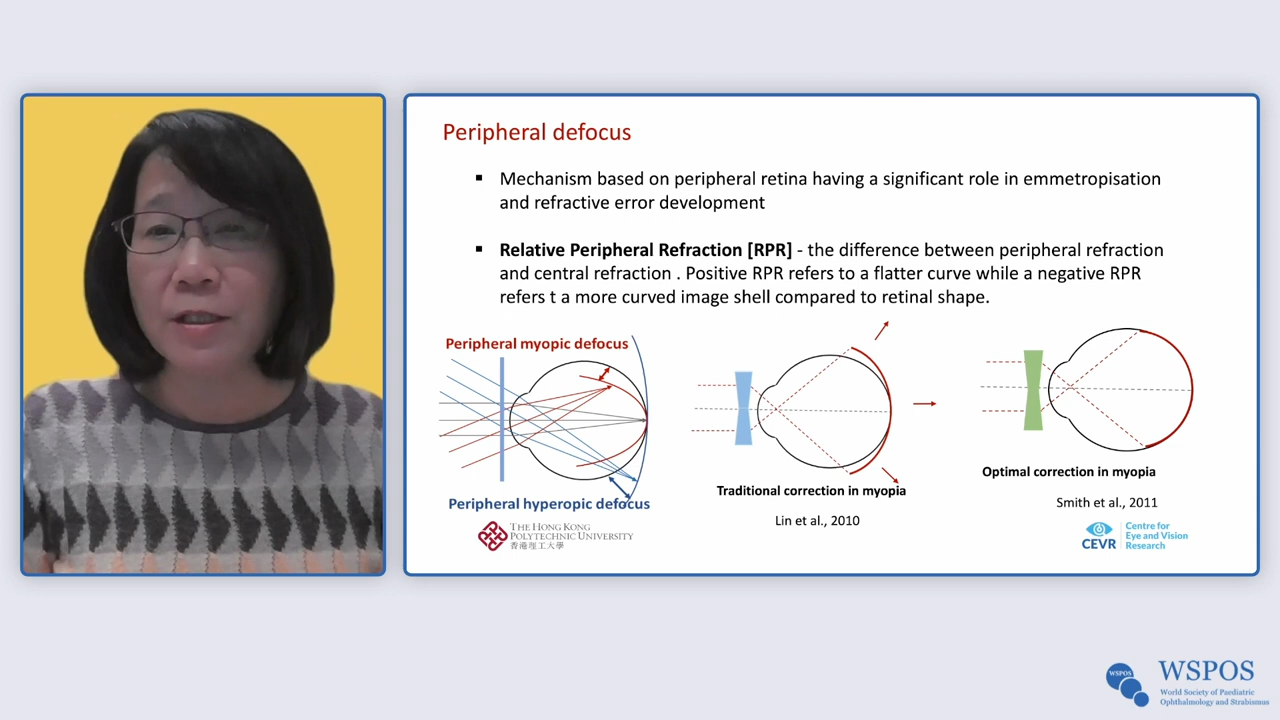 Peripheral defocus
▪ Mechanism based on peripheral retina having a significant role in emmetropisation
and refractive error development
▪ Relative Peripheral Refraction [RPR] - the difference between peripheral refraction
and central refraction . Positive RPR refers to a flatter curve while a negative RPR
refers t a more curved image shell compared to retinal shape.
Peripheral myopic defocus
Peripheral hyperopic defocus
Traditional correction in myopia
Lin et al., 2010
Optimal correction in myopia
Smith et al., 2011
THE HONG KONG
POLYTECHNIC UNIVERSITY
香港理工大學
CEVR
Centre for
Eye and Vision
Research
WSPOS
WSPOS
World Society of Paediatric
Ophthalmology and Strabismus